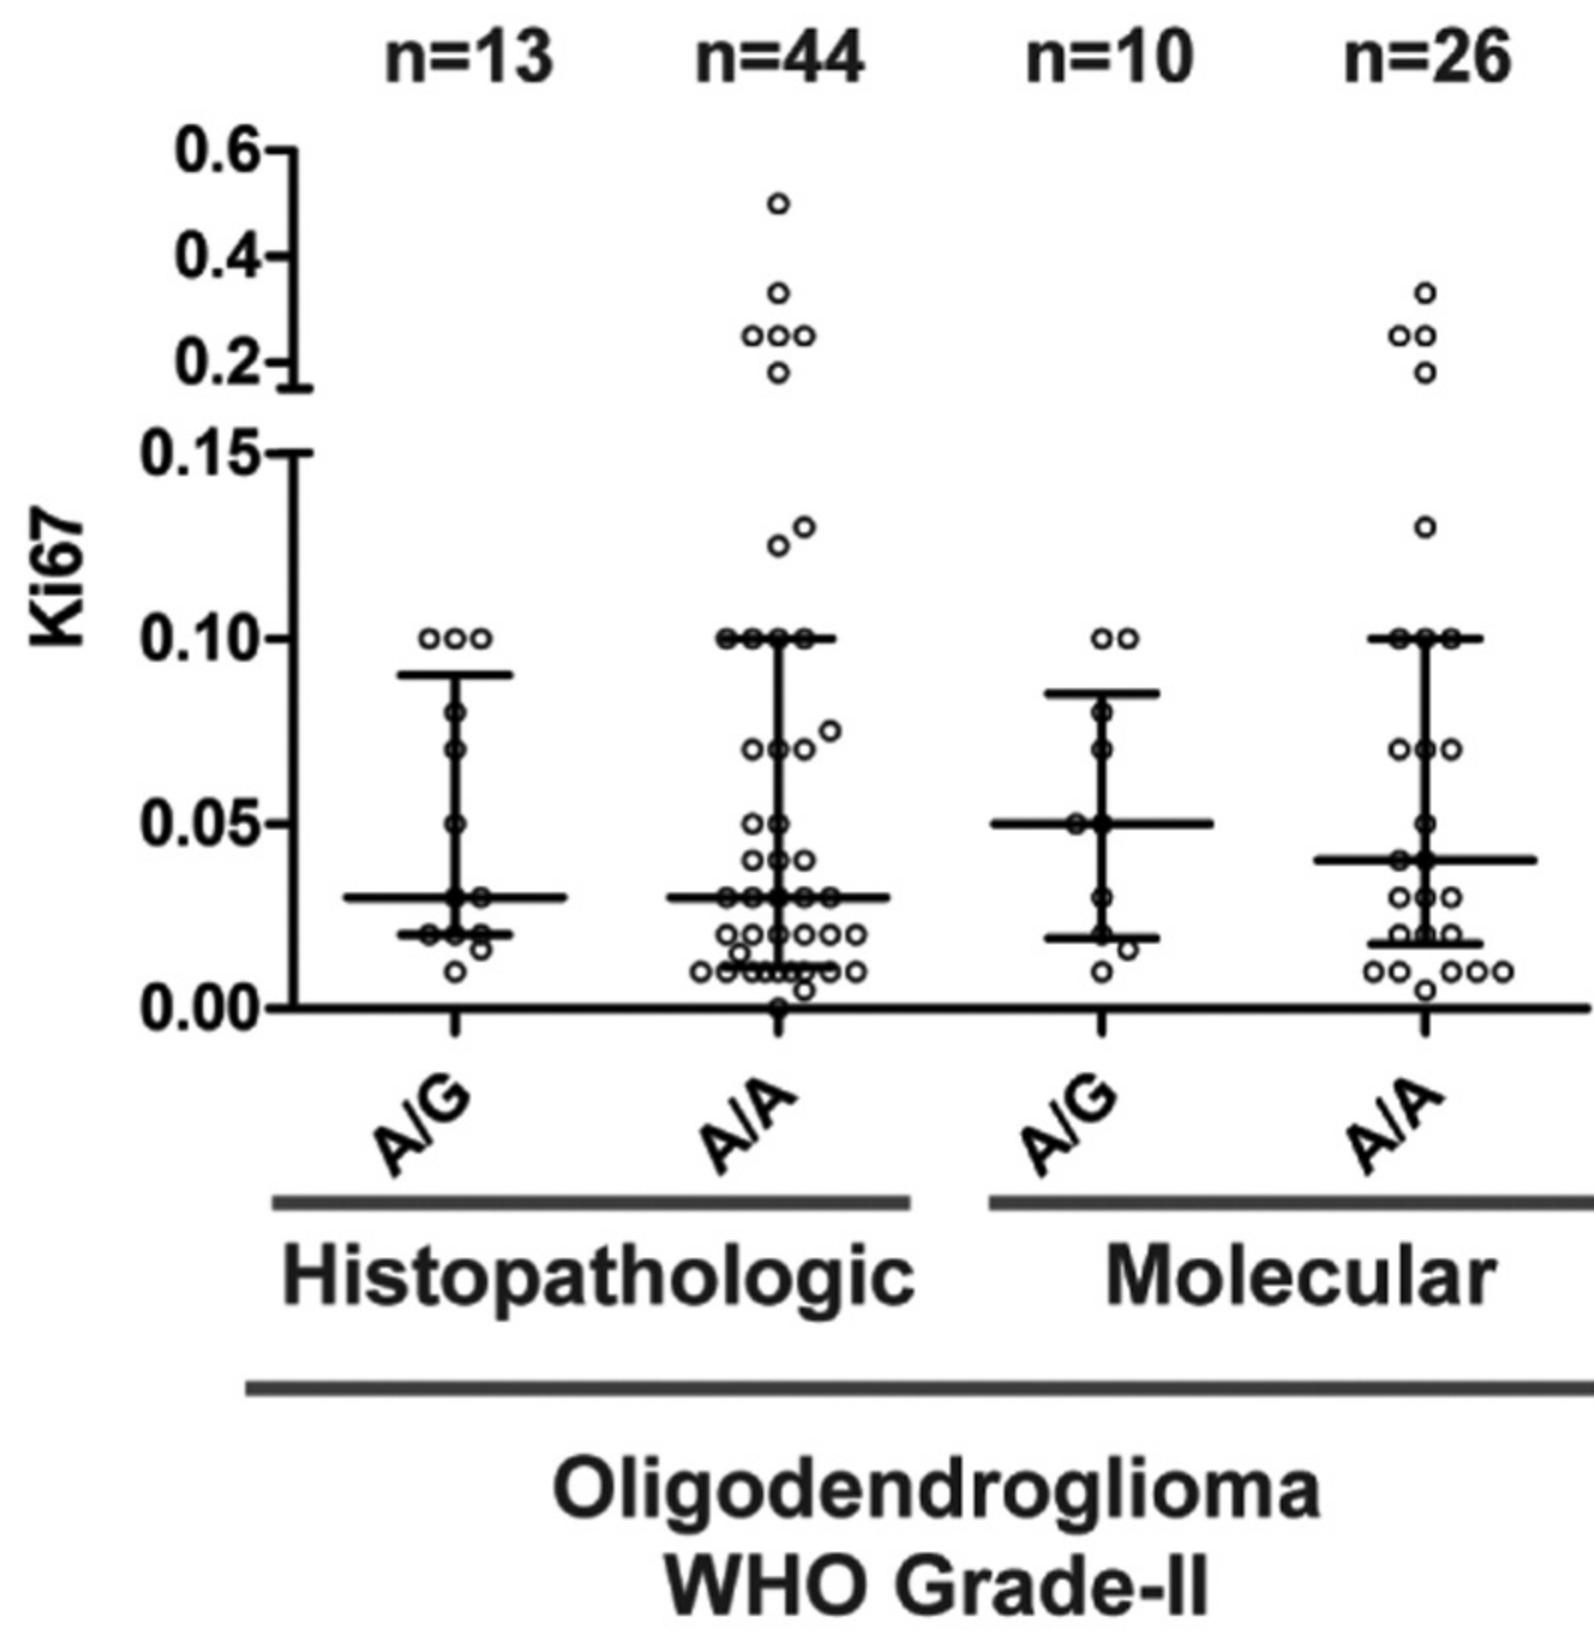 n=13 n=44 n=10 n=26
0.6
0.4
0.2
0.15
0.10
0.05
0.00
Ki67
A/G A/A A/G A/A
Histopathologic Molecular
Oligodendroglioma
WHO Grade-II